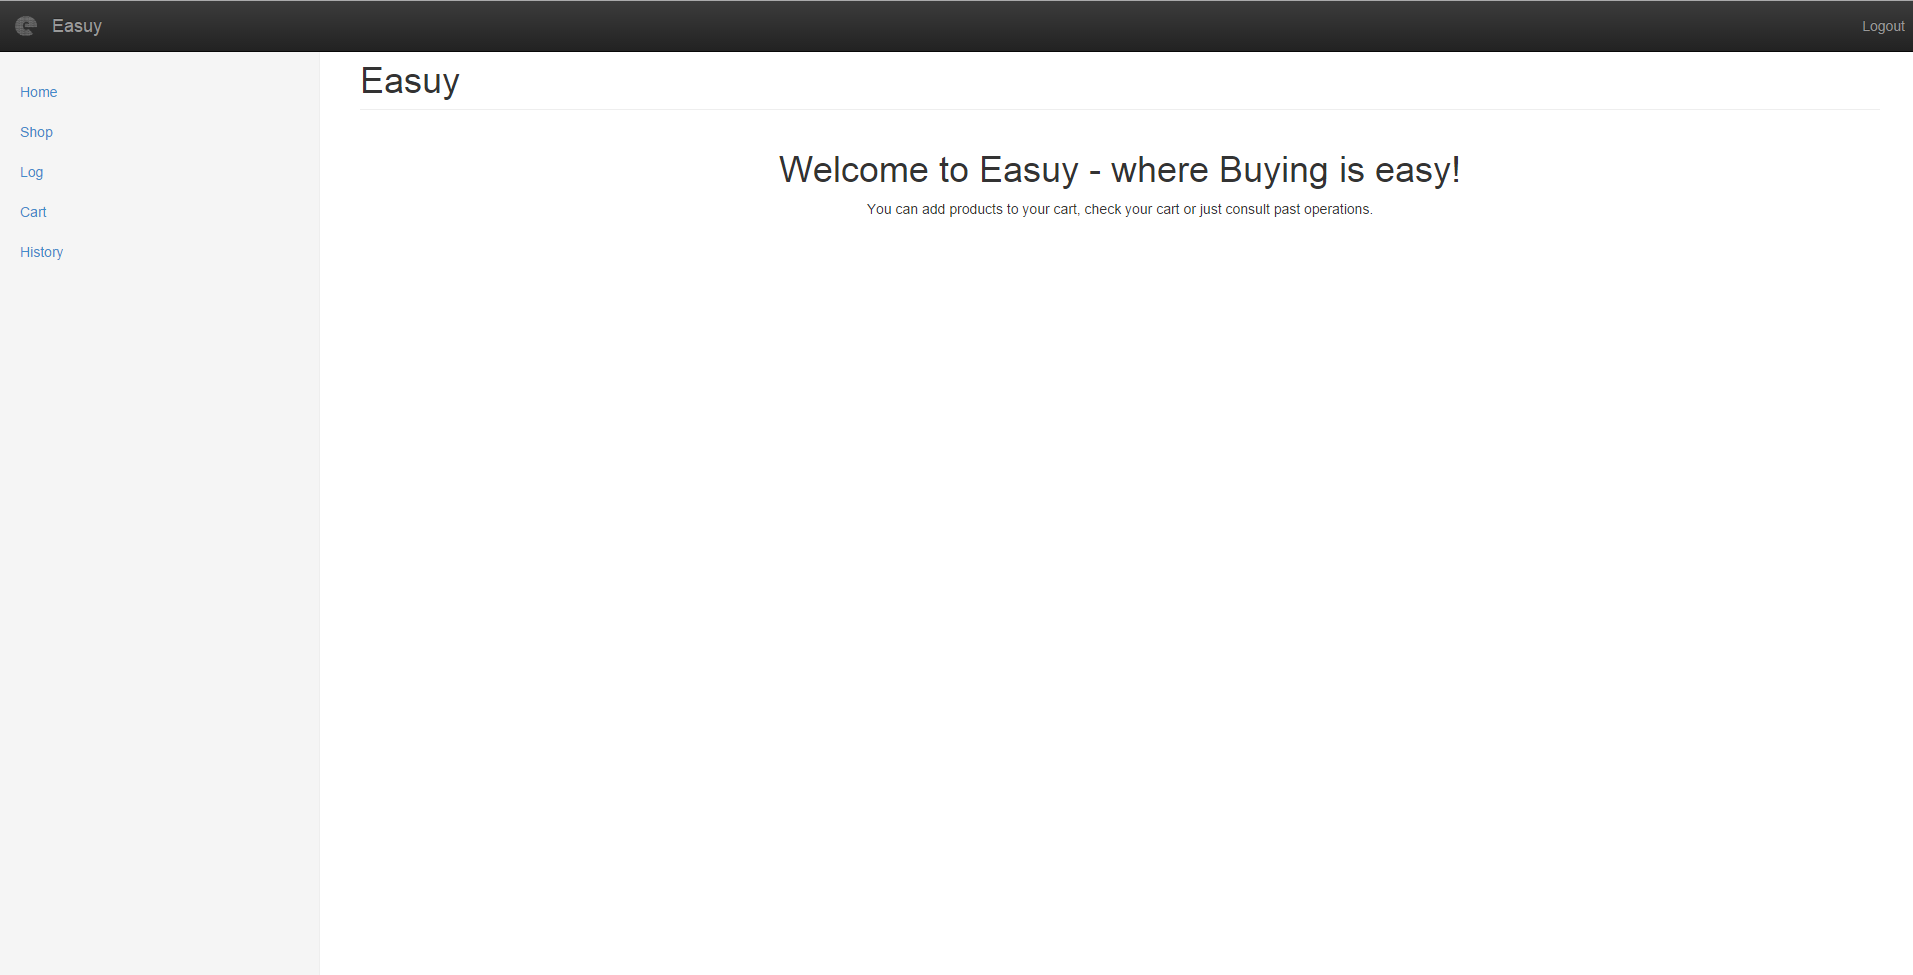 Easuy
Logout
Home
Shop
Log
Cart
History
Easuy
Welcome to Easuy - where Buying is easy!
You can add products to your cart, check your cart or just consult past operations.